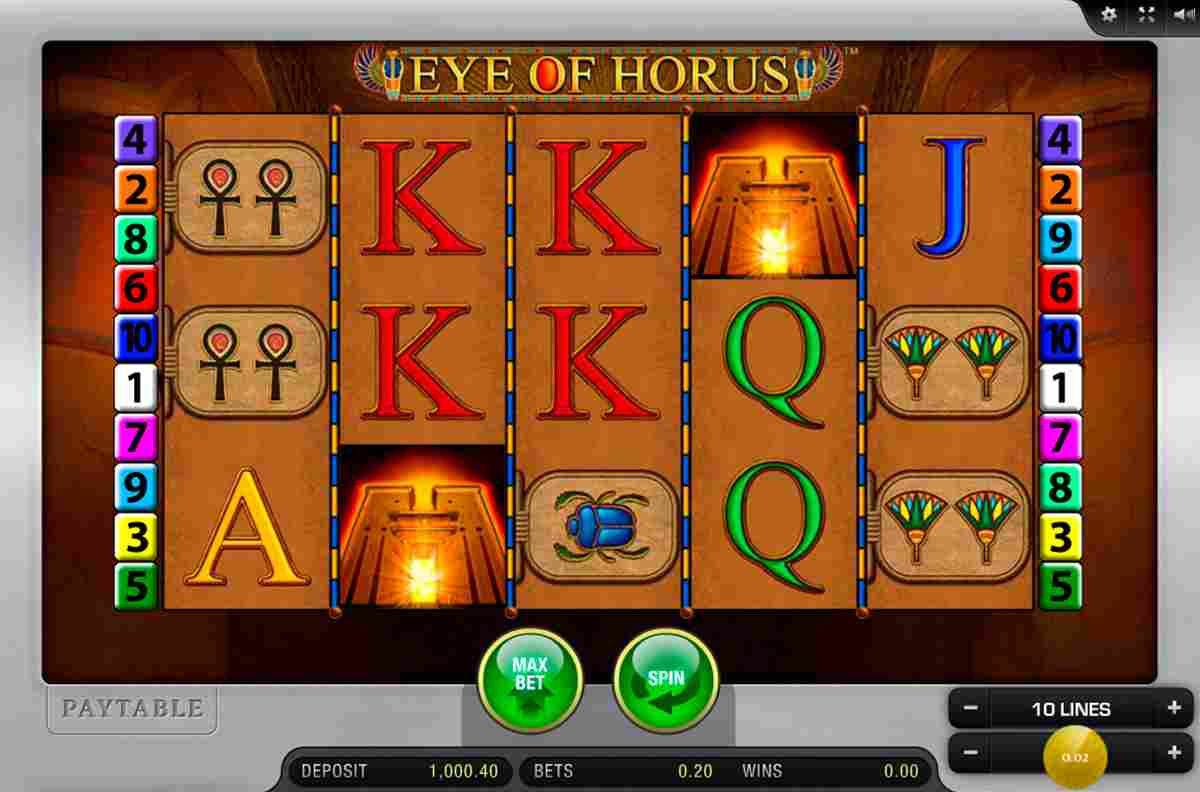 EYE OF HORUS™
4 K K J 4
2 2
8 9
6 6
10 K K Q 10
1 1
7 7
9 8
3 A Q 3
5 5
MAX
BET
SPIN
PAYTABLE
− 10 LINES +
− 0.02 +
DEPOSIT 1,000.40 BETS 0.20 WINS 0.00